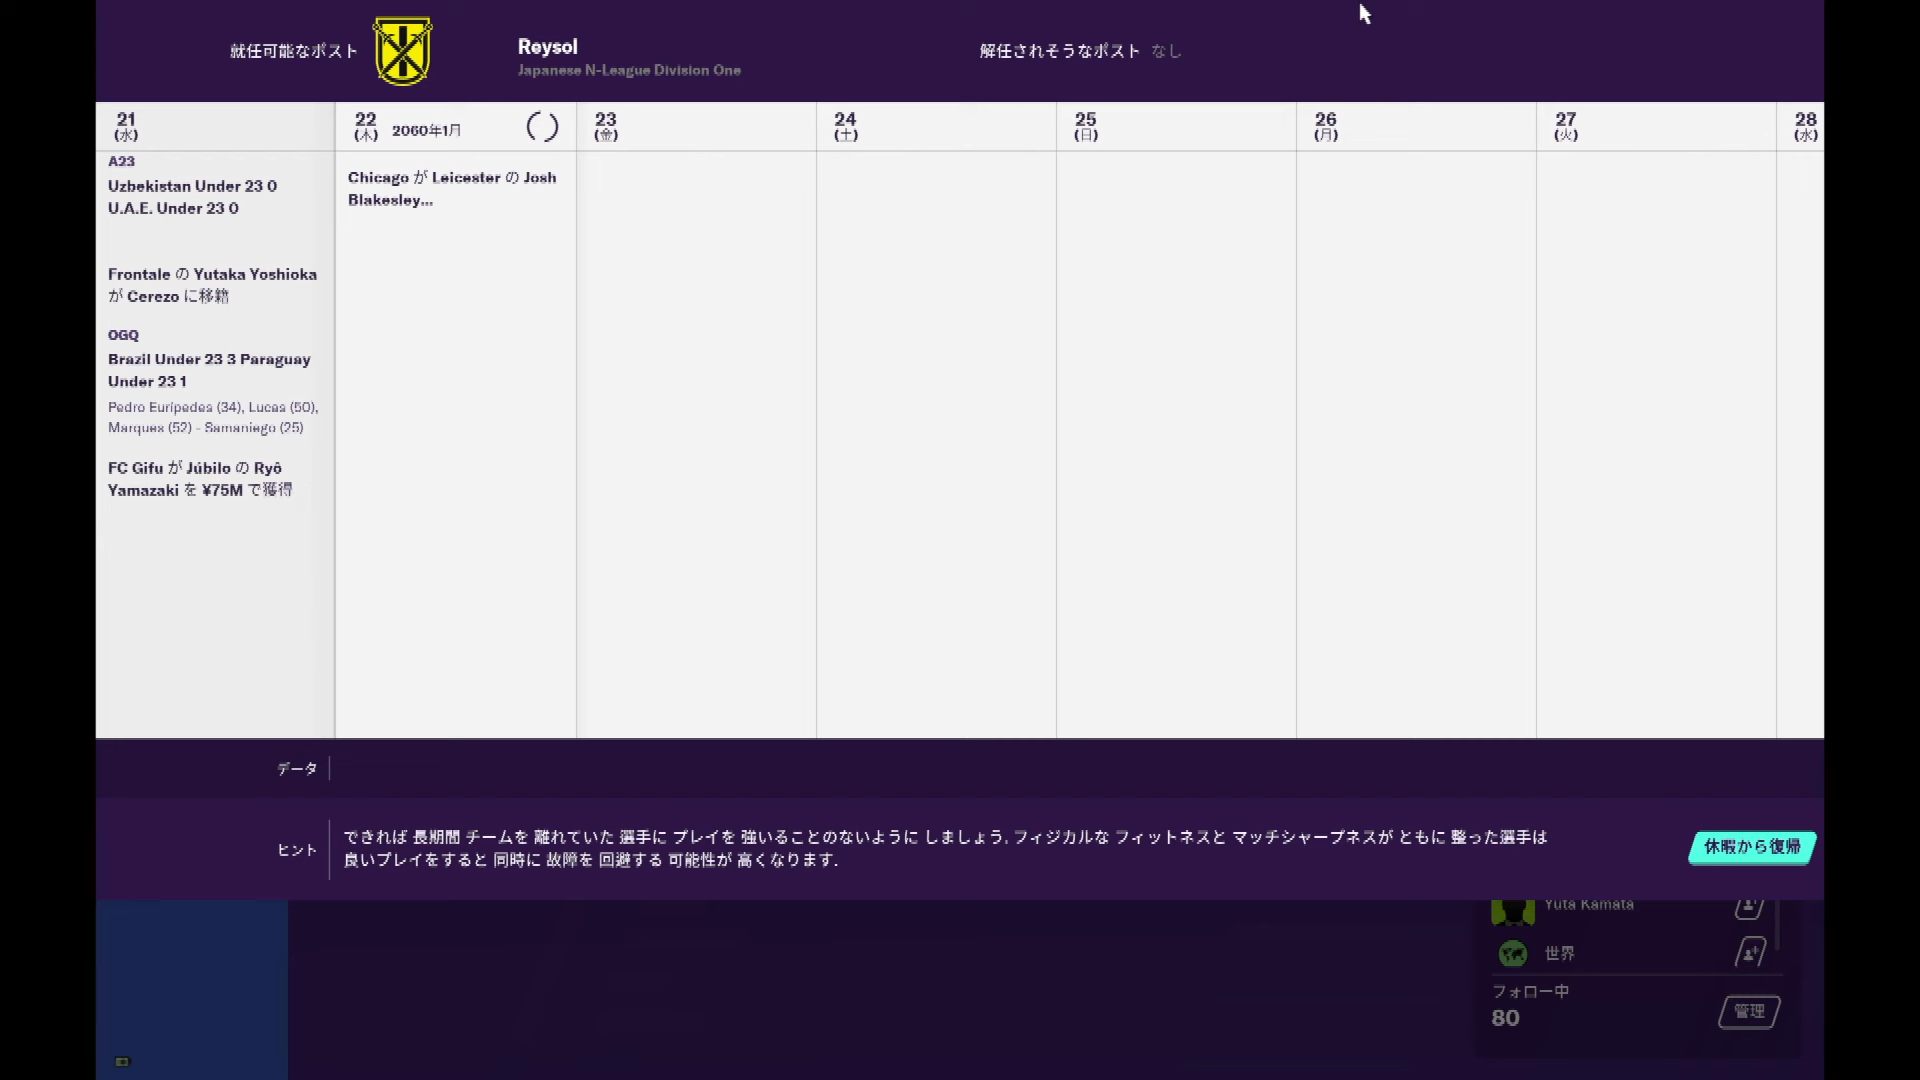 就任可能なポスト
Reysol
Japanese N-League Division One
解任されそうなポスト なし
21
(水)
22
(木) 2060年1月
23
(金)
24
(土)
25
(日)
26
(月)
27
(火)
28
(水)
A23
Uzbekistan Under 23 0
U.A.E. Under 23 0
Frontale の Yutaka Yoshioka
が Cerezo に移籍
OGQ
Brazil Under 23 3 Paraguay
Under 23 1
Pedro Eurípedes (34), Lucas (50),
Marques (52) - Samaniego (25)
FC Gifu が Júbilo の Ryô
Yamazaki を ¥75M で獲得
Chicago が Leicester の Josh
Blakesley...
データ
ヒント
できれば 長期間 チームを 離れていた 選手に プレイを 強いることのないように しましょう. フィジカルな フィットネスと マッチシャープネスが ともに 整った選手は
良いプレイをすると 同時に 故障を 回避する 可能性が 高くなります.
休暇から復帰
Yuta Kamata
世界
フォロー中
80
管理